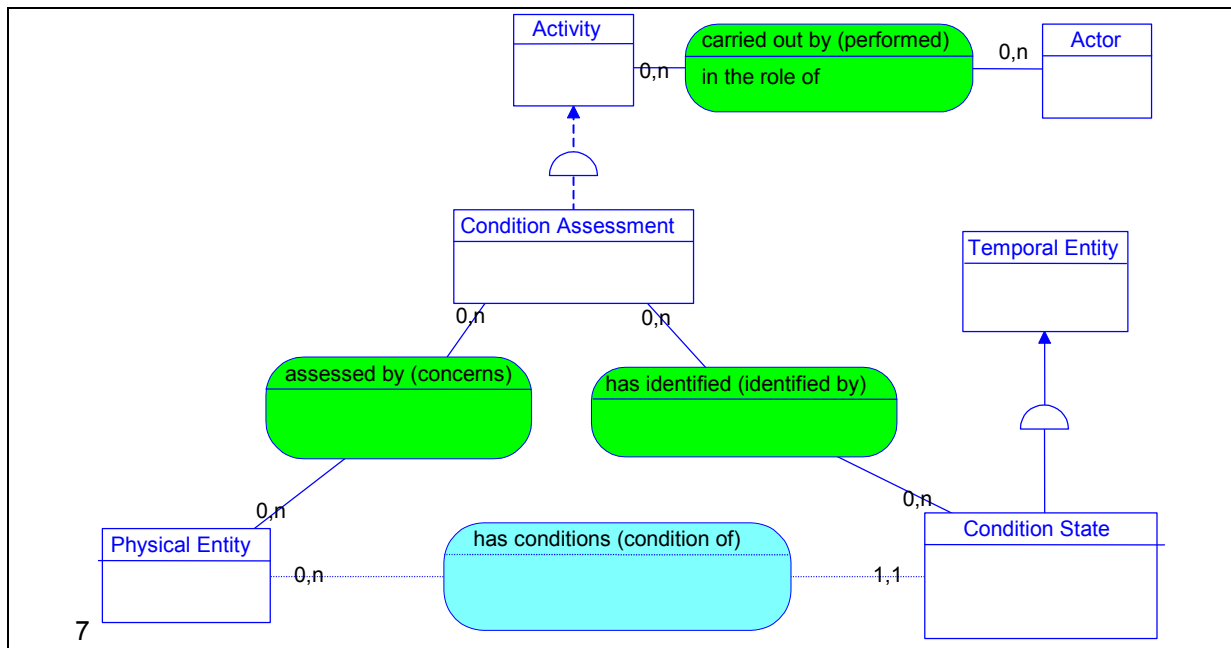 Activity
carried out by (performed)
Actor
0,n
0,n
in the role of
Condition Assessment
Temporal Entity
0,n
0,n
assessed by (concerns)
has identified (identified by)
0,n
0,n
Physical Entity
has conditions (condition of)
Condition State
0,n
1,1
7